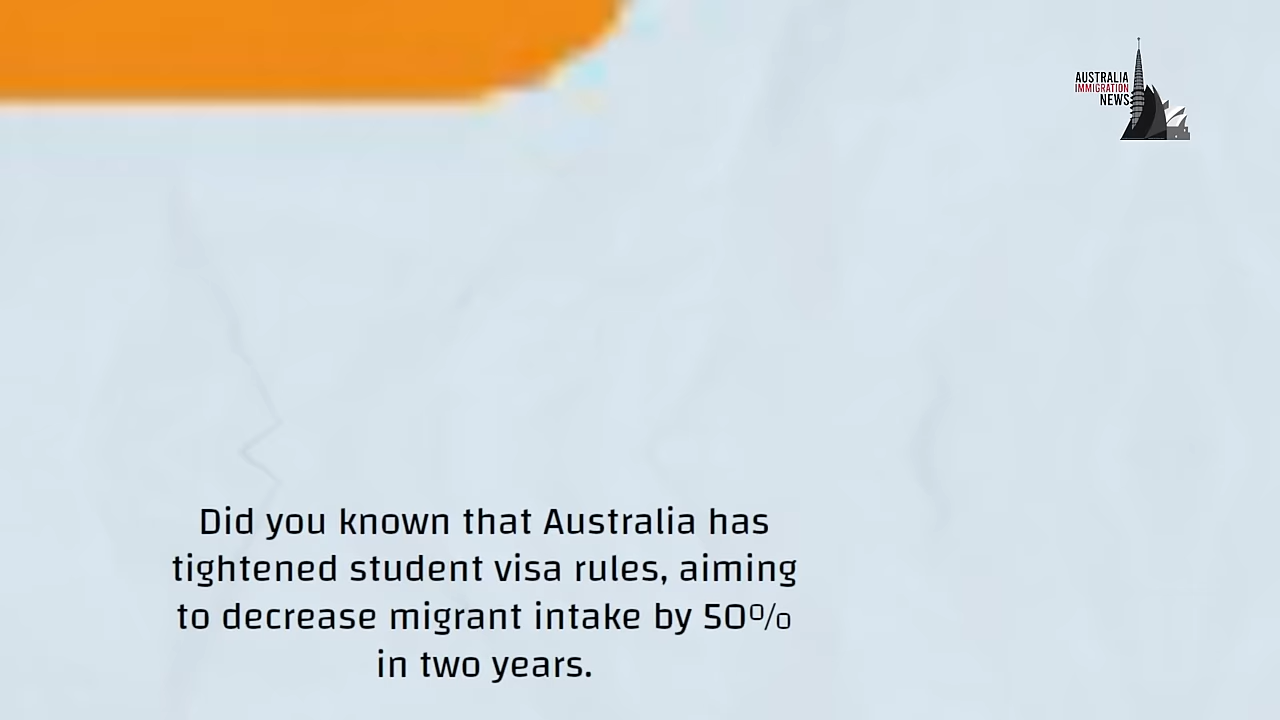 AUSTRALIA
IMMIGRATION
NEWS
Did you known that Australia has
tightened student visa rules, aiming
to decrease migrant intake by 50%
in two years.